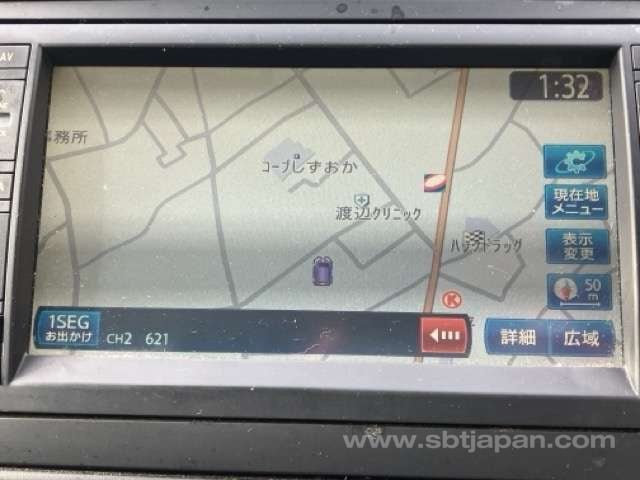 AV
1:32
務所
コープしずおか
現在地
メニュー
渡辺クリニック
ハックドラッグ
表示
変更
50
m
K
1SEG
お出かけ
CH2 621
詳細
広域
www.sbtjapan.com